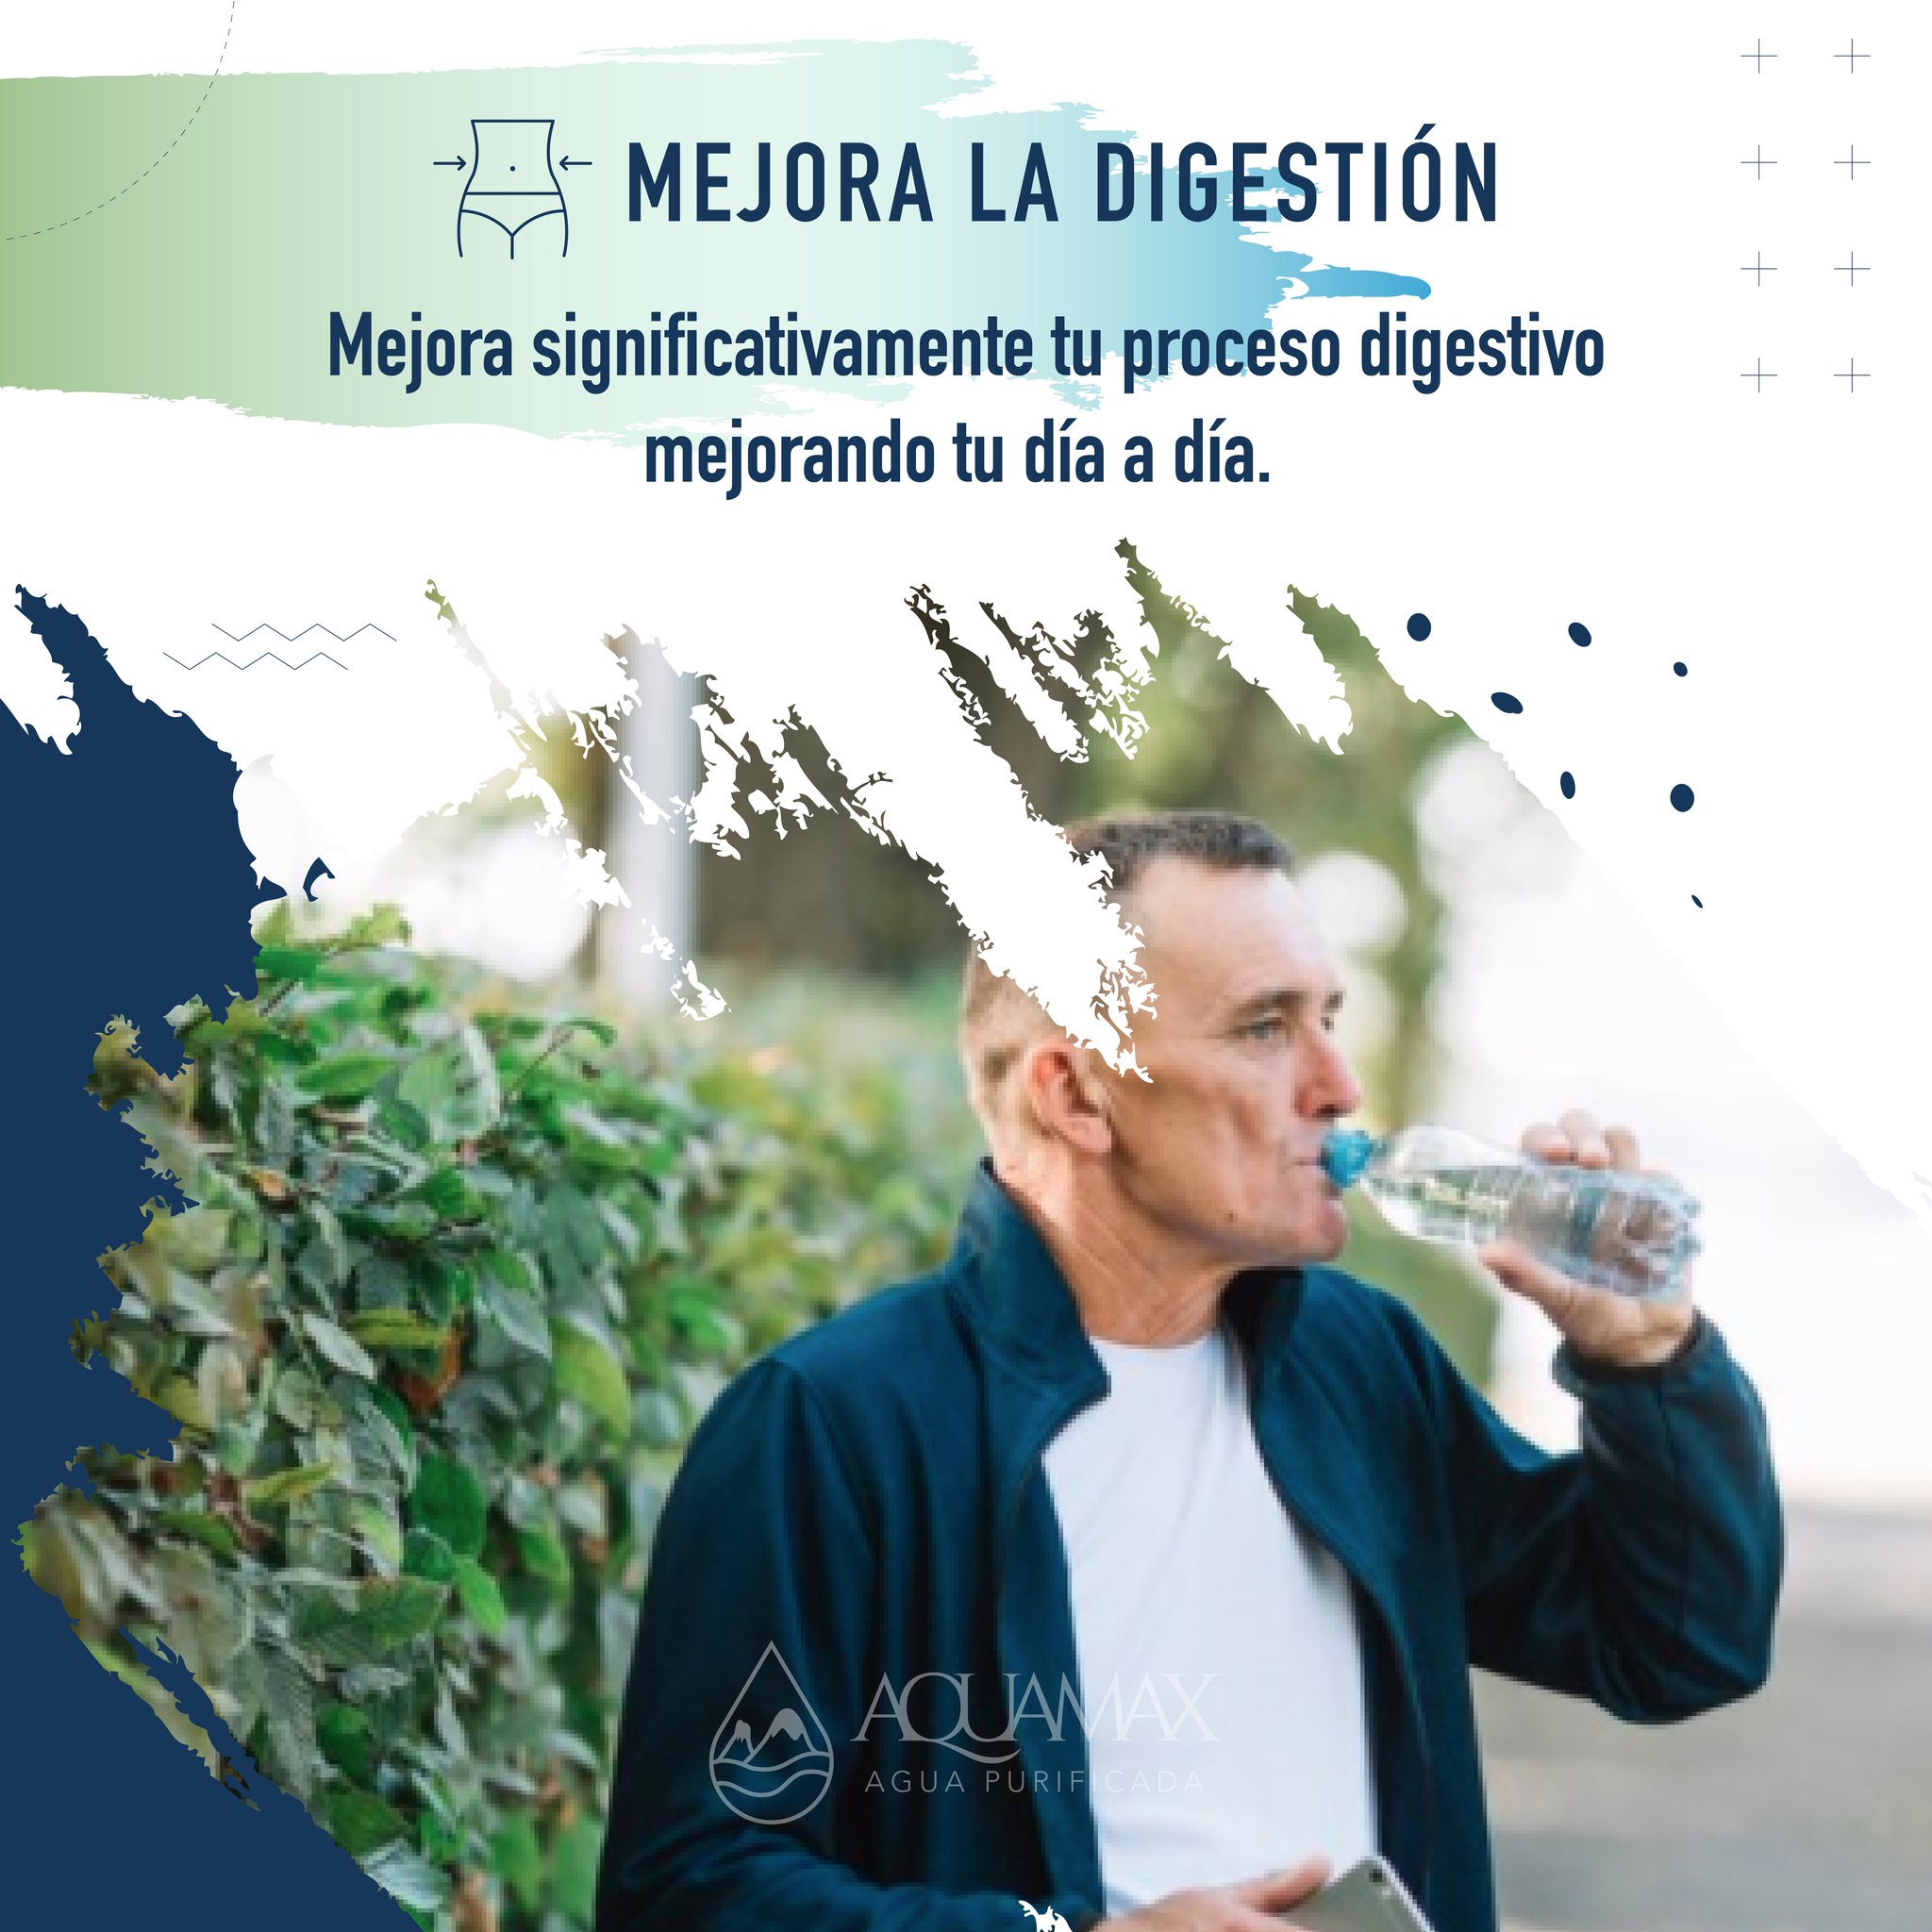 MEJORA LA DIGESTIÓN
Mejora significativamente tu proceso digestivo
mejorando tu día a día.
AQUAMAX
AGUA PURIFICADA